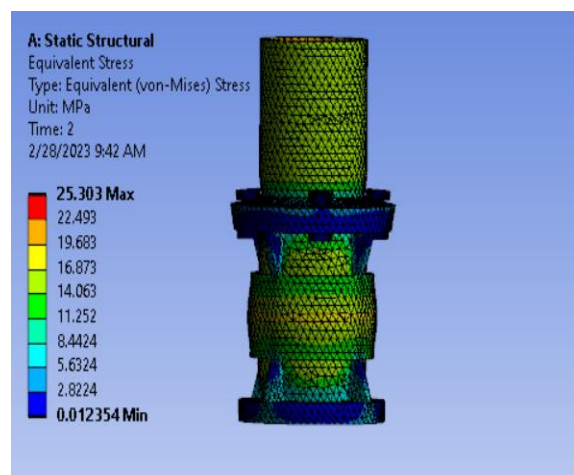 A: Static Structural
Equivalent Stress
Type: Equivalent (von-Mises) Stress
Unit: MPa
Time: 2
2/28/2023 9:42 AM
25.303 Max
22.493
19.683
16.873
14.063
11.252
8.4424
5.6324
2.8224
0.012354 Min